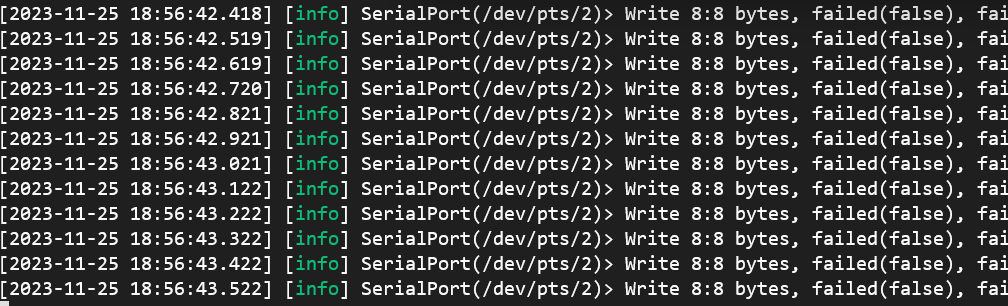 [2023-11-25 18:56:42.418] [info] SerialPort(/dev/pts/2)> Write 8:8 bytes, failed(false), fai
[2023-11-25 18:56:42.519] [info] SerialPort(/dev/pts/2)> Write 8:8 bytes, failed(false), fai
[2023-11-25 18:56:42.619] [info] SerialPort(/dev/pts/2)> Write 8:8 bytes, failed(false), fai
[2023-11-25 18:56:42.720] [info] SerialPort(/dev/pts/2)> Write 8:8 bytes, failed(false), fai
[2023-11-25 18:56:42.821] [info] SerialPort(/dev/pts/2)> Write 8:8 bytes, failed(false), fai
[2023-11-25 18:56:42.921] [info] SerialPort(/dev/pts/2)> Write 8:8 bytes, failed(false), fai
[2023-11-25 18:56:43.021] [info] SerialPort(/dev/pts/2)> Write 8:8 bytes, failed(false), fai
[2023-11-25 18:56:43.122] [info] SerialPort(/dev/pts/2)> Write 8:8 bytes, failed(false), fai
[2023-11-25 18:56:43.222] [info] SerialPort(/dev/pts/2)> Write 8:8 bytes, failed(false), fai
[2023-11-25 18:56:43.322] [info] SerialPort(/dev/pts/2)> Write 8:8 bytes, failed(false), fai
[2023-11-25 18:56:43.422] [info] SerialPort(/dev/pts/2)> Write 8:8 bytes, failed(false), fai
[2023-11-25 18:56:43.522] [info] SerialPort(/dev/pts/2)> Write 8:8 bytes, failed(false), fai